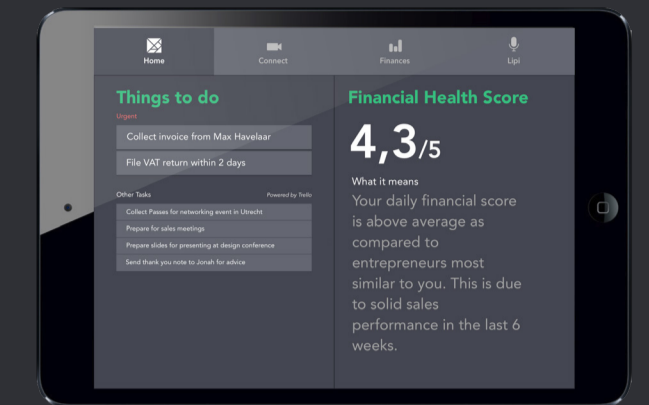 Home
Connect
Finances
Lipi
Things to do
Urgent
Collect invoice from Max Havelaar
File VAT return within 2 days
Other Tasks
Powered by Trello
Collect Passes for networking event in Utrecht
Prepare for sales meetings
Prepare slides for presenting at design conference
Send thank you note to Jonah for advice
Financial Health Score
4,3/5
What it means
Your daily financial score
is above average as
compared to
entrepreneurs most
similar to you. This is due
to solid sales
performance in the last 6
weeks.